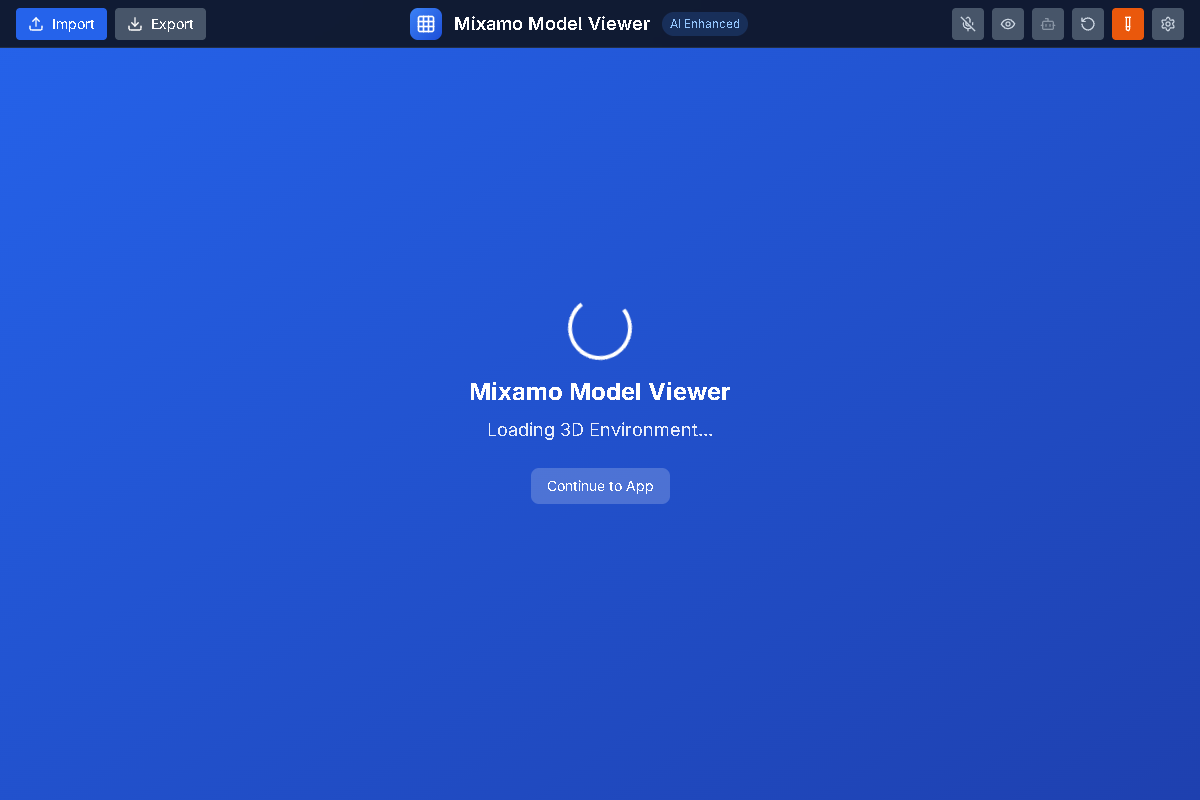 Import
Export
Mixamo Model Viewer
AI Enhanced
Mixamo Model Viewer
Loading 3D Environment...
Continue to App